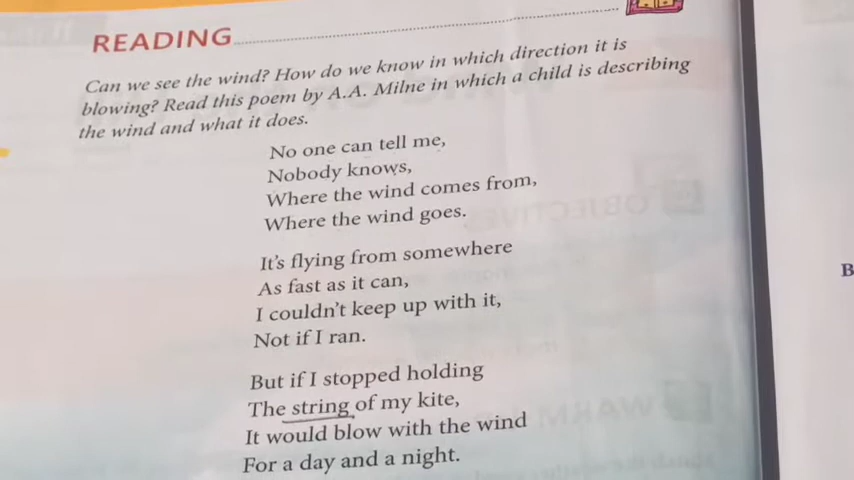 READING
Can we see the wind? How do we know in which direction it is
blowing? Read this poem by A.A. Milne in which a child is describing
the wind and what it does.
No one can tell me,
Nobody knows,
Where the wind comes from,
Where the wind goes.
It's flying from somewhere
As fast as it can,
I couldn't keep up with it,
Not if I ran.
But if I stopped holding
The string of my kite,
It would blow with the wind
For a day and a night.
B